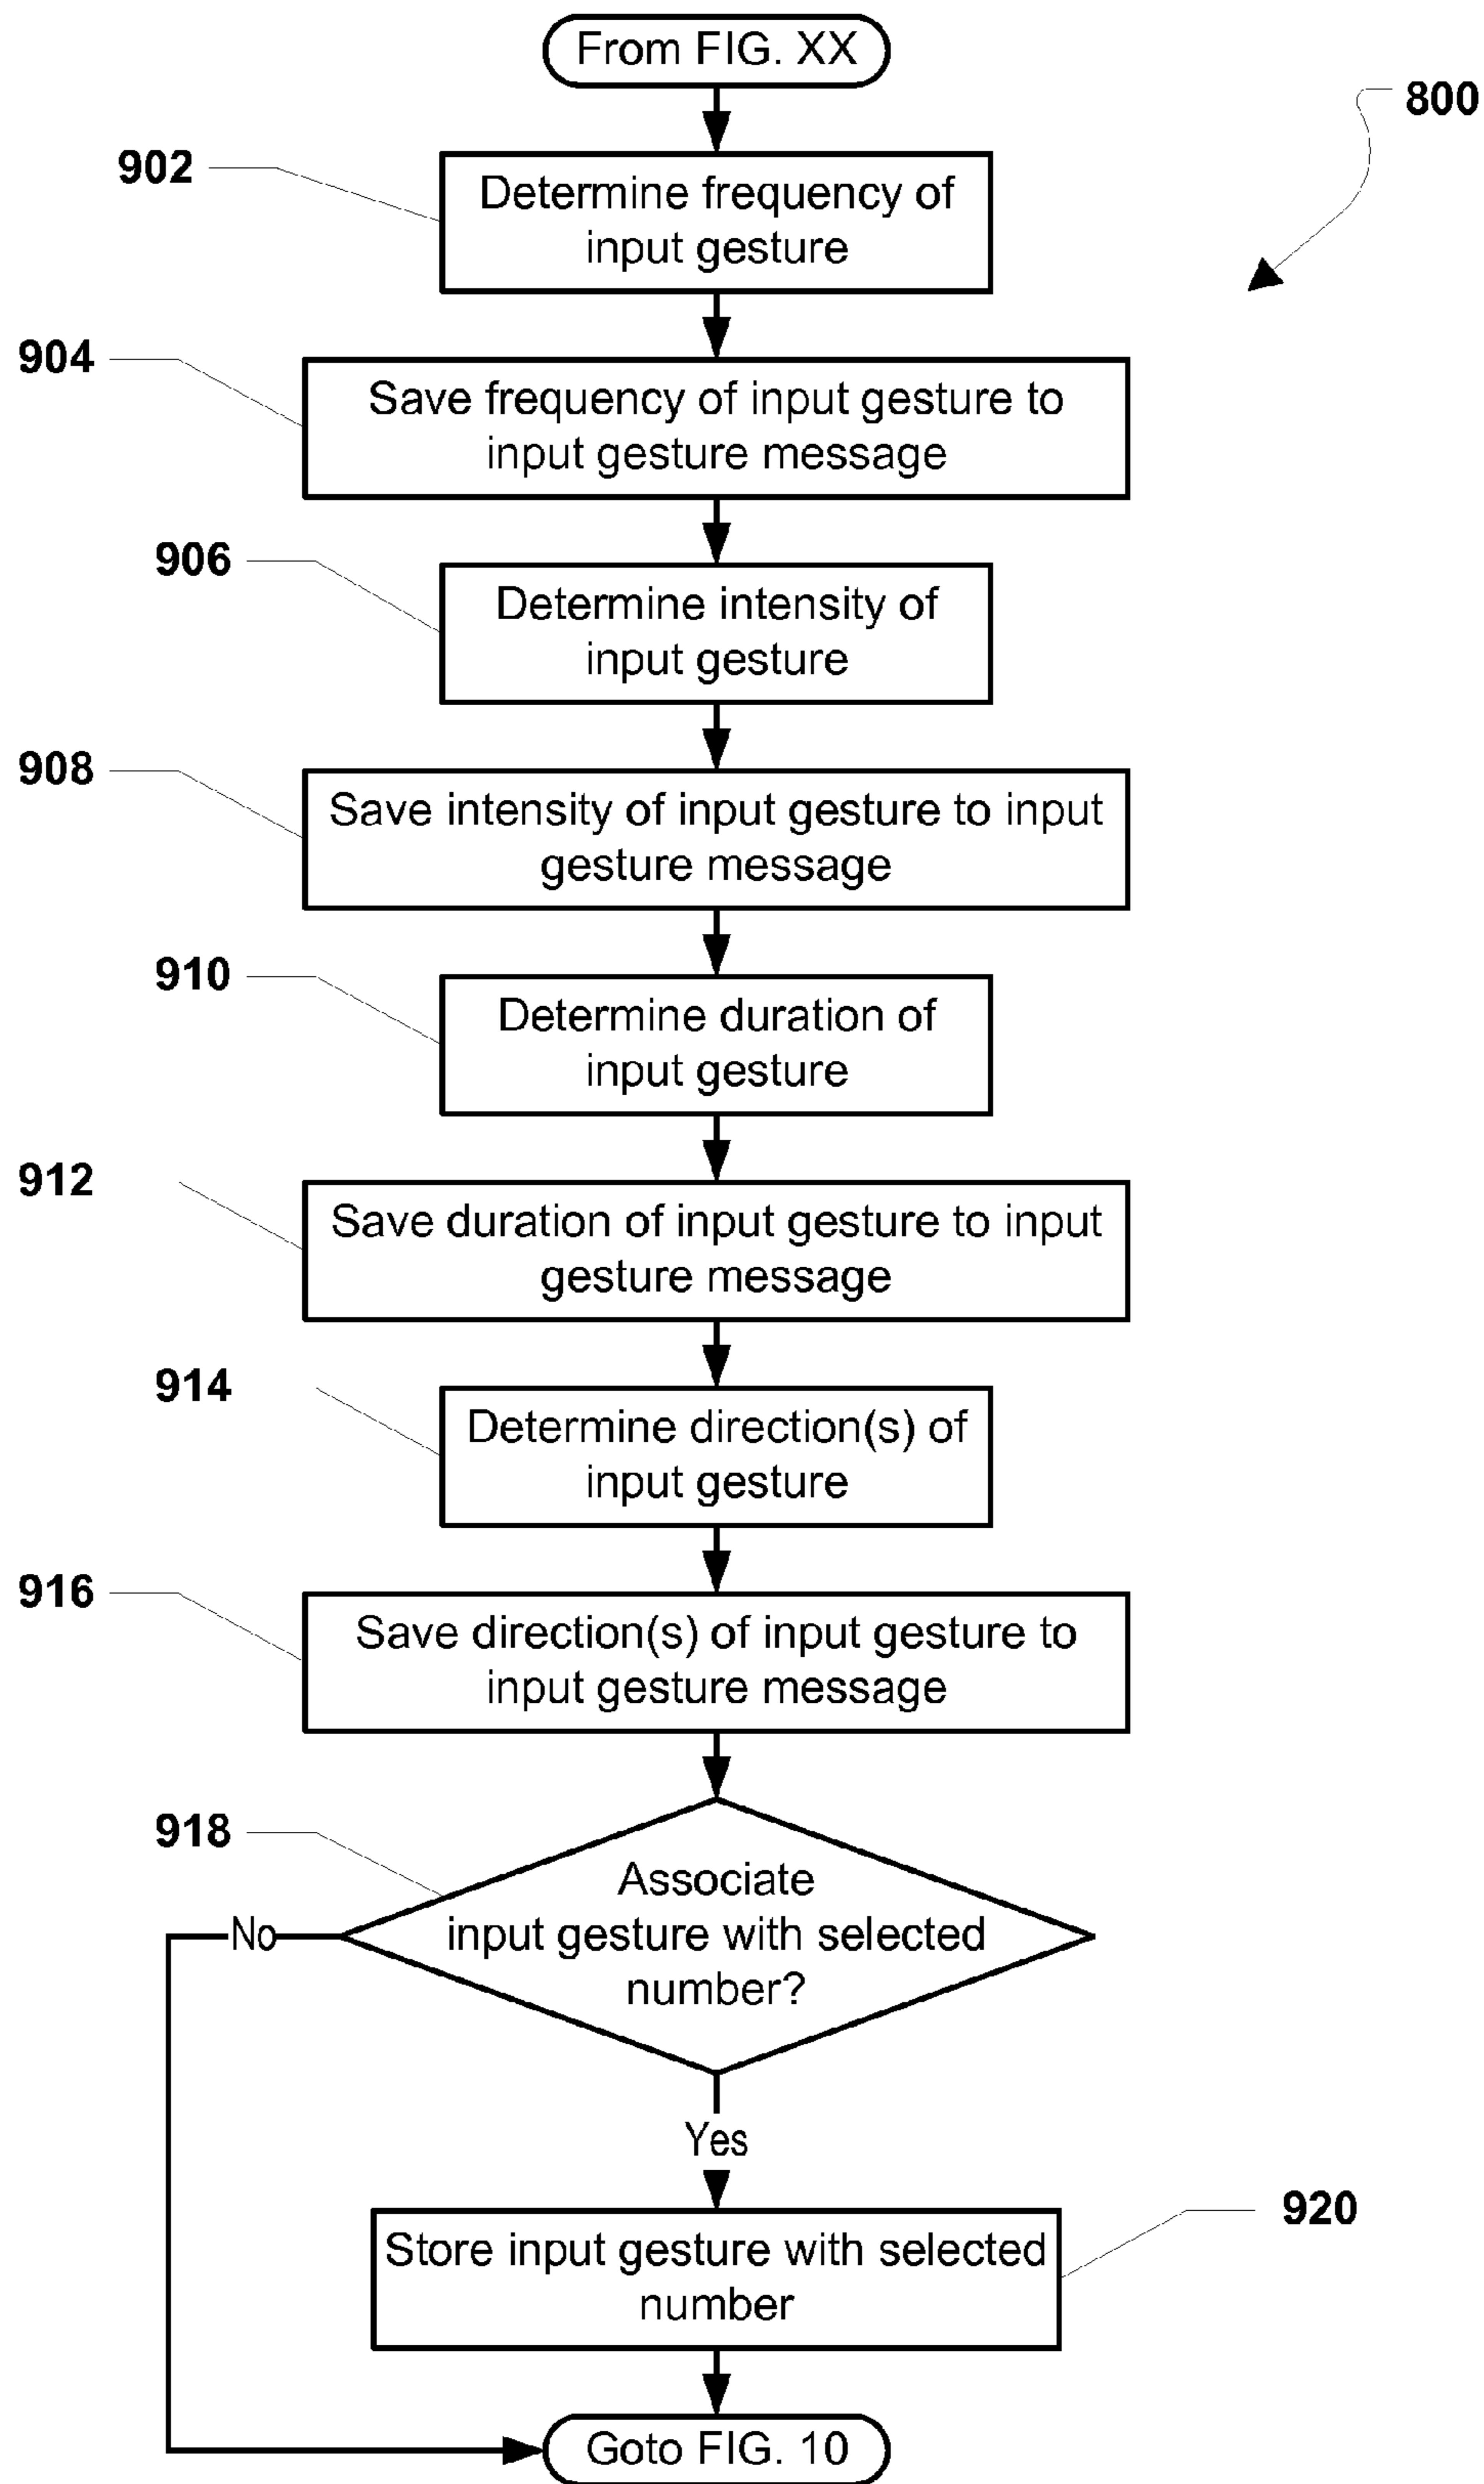 From FIG. XX
800
902
Determine frequency of
input gesture
904
Save frequency of input gesture to
input gesture message
906
Determine intensity of
input gesture
908
Save intensity of input gesture to input
gesture message
910
Determine duration of
input gesture
912
Save duration of input gesture to input
gesture message
914
Determine direction(s) of
input gesture
916
Save direction(s) of input gesture to
input gesture message
918
Associate
input gesture with selected
number?
No
Yes
920
Store input gesture with selected
number
Goto FIG. 10